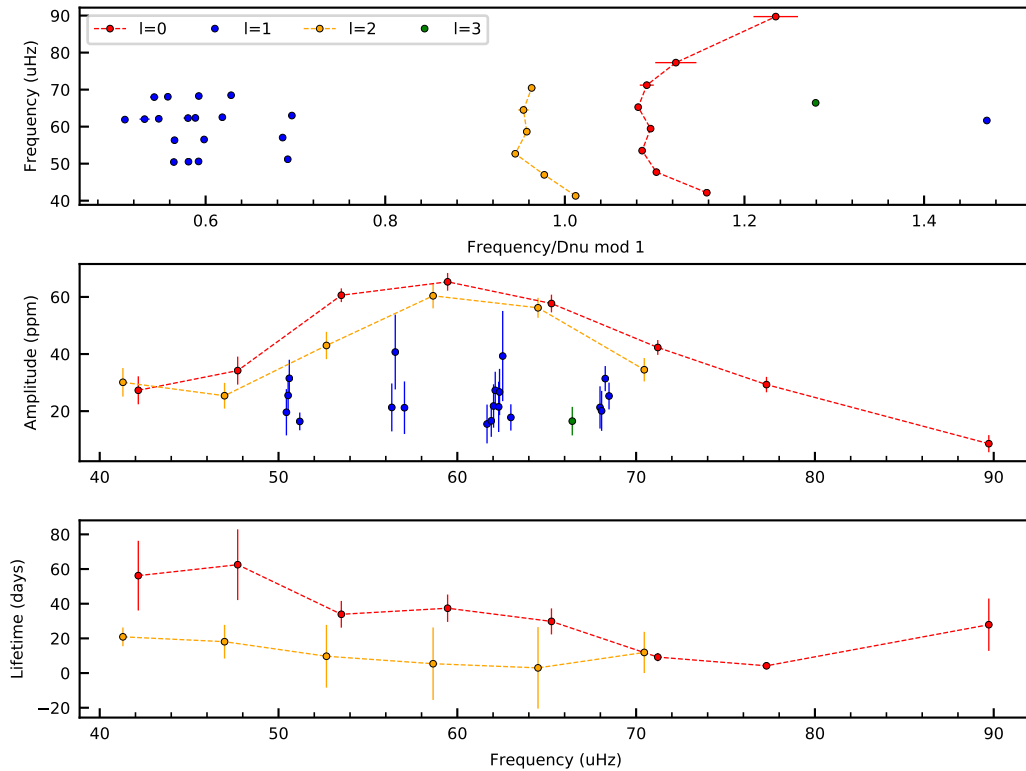 l=0 l=1 l=2 l=3
Frequency (uHz)
90
80
70
60
50
40
0.6 0.8 1.0 1.2 1.4
Frequency/Dnu mod 1
Amplitude (ppm)
60
40
20
40 50 60 70 80 90
Lifetime (days)
80
60
40
20
0
−20
40 50 60 70 80 90
Frequency (uHz)